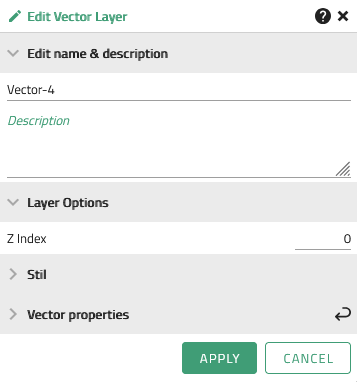 Edit Vector Layer
Edit name & description
Vector-4
Description
Layer Options
Z Index 0
Stil
Vector properties
APPLY CANCEL